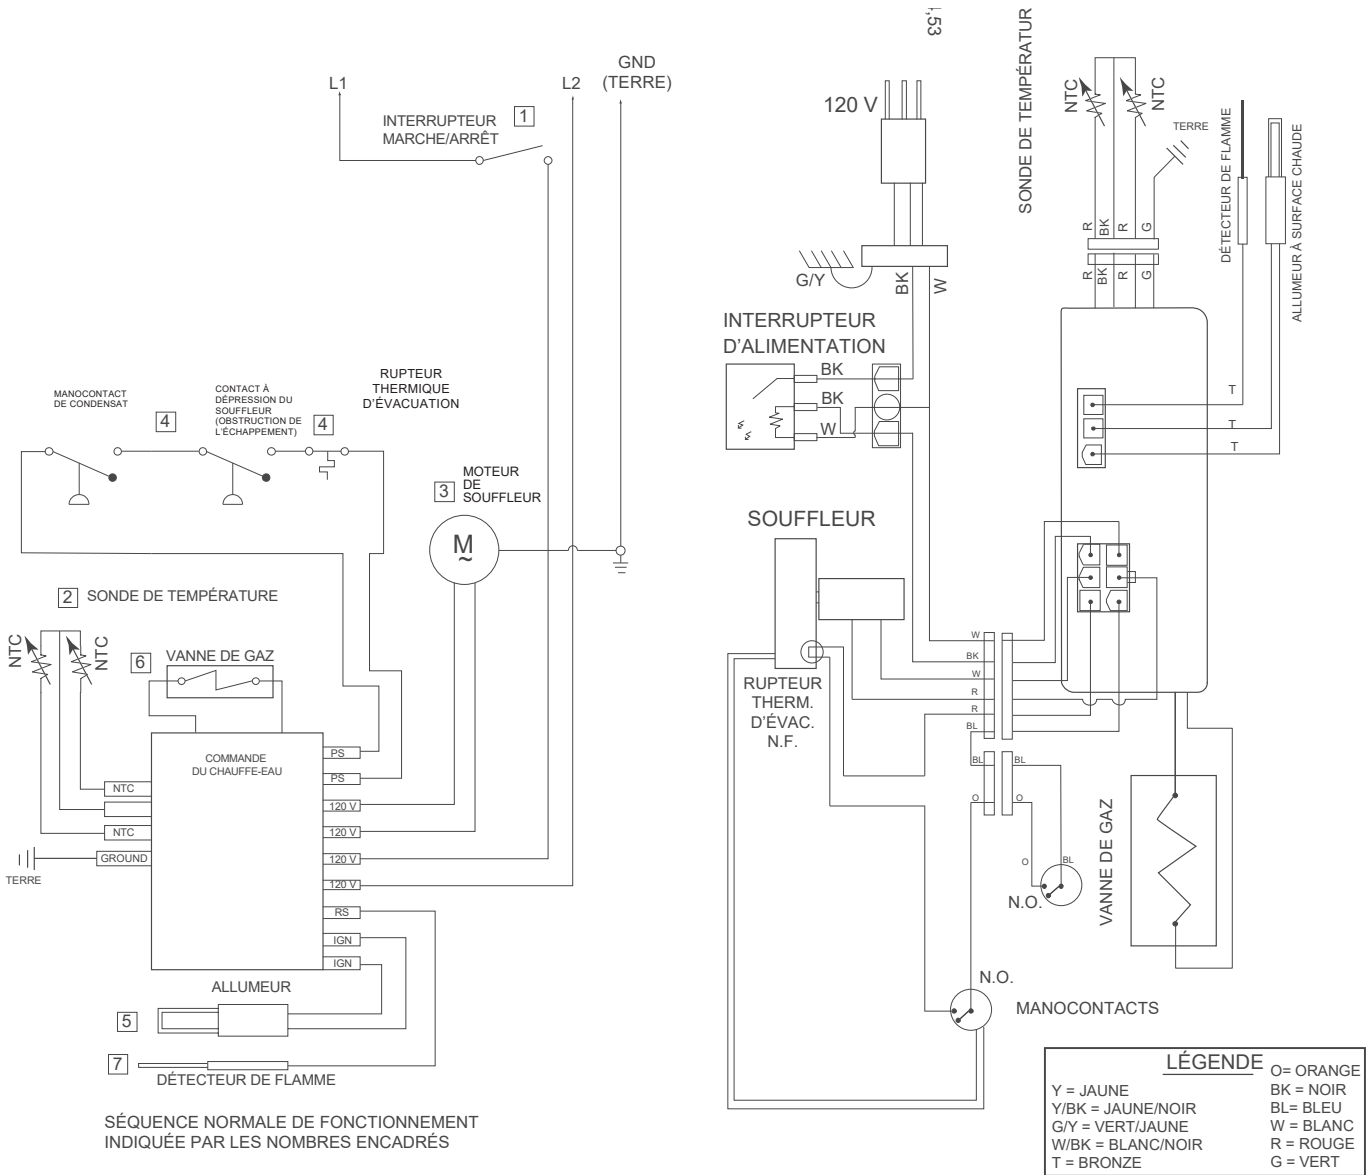 L1
L2
GND
(TERRE)
INTERRUPTEUR
MARCHE/ARRÊT
1
MANOCONTACT
DE CONDENSAT
4
CONTACT À
DÉPRESSION DU
SOUFFLEUR
(OBSTRUCTION DE
L'ÉCHAPPEMENT)
4
RUPTEUR
THERMIQUE
D'ÉVACUATION
3
MOTEUR
DE
SOUFFLEUR
M
~
2
SONDE DE TEMPÉRATURE
NTC
NTC
6
VANNE DE GAZ
COMMANDE
DU CHAUFFE-EAU
NTC
NTC
GROUND
TERRE
PS
PS
120 V
120 V
120 V
120 V
RS
IGN
IGN
ALLUMEUR
5
7
DÉTECTEUR DE FLAMME
SÉQUENCE NORMALE DE FONCTIONNEMENT
INDIQUÉE PAR LES NOMBRES ENCADRÉS
,53
120 V
G/Y
BK
W
INTERRUPTEUR
D'ALIMENTATION
BK
BK
W
SOUFFLEUR
RUPTEUR
THERM.
D'ÉVAC.
N.F.
SONDE DE TEMPÉRATUR
NTC
NTC
TERRE
R
BK
R
G
R
BK
R
G
DÉTECTEUR DE FLAMME
ALLUMEUR À SURFACE CHAUDE
T
T
T
W
BK
W
R
R
BL
BL
BL
O
O
O
BL
N.O.
VANNE DE GAZ
N.O.
MANOCONTACTS
LÉGENDE
Y = JAUNE
Y/BK = JAUNE/NOIR
G/Y = VERT/JAUNE
W/BK = BLANC/NOIR
T = BRONZE
O= ORANGE
BK = NOIR
BL= BLEU
W = BLANC
R = ROUGE
G = VERT